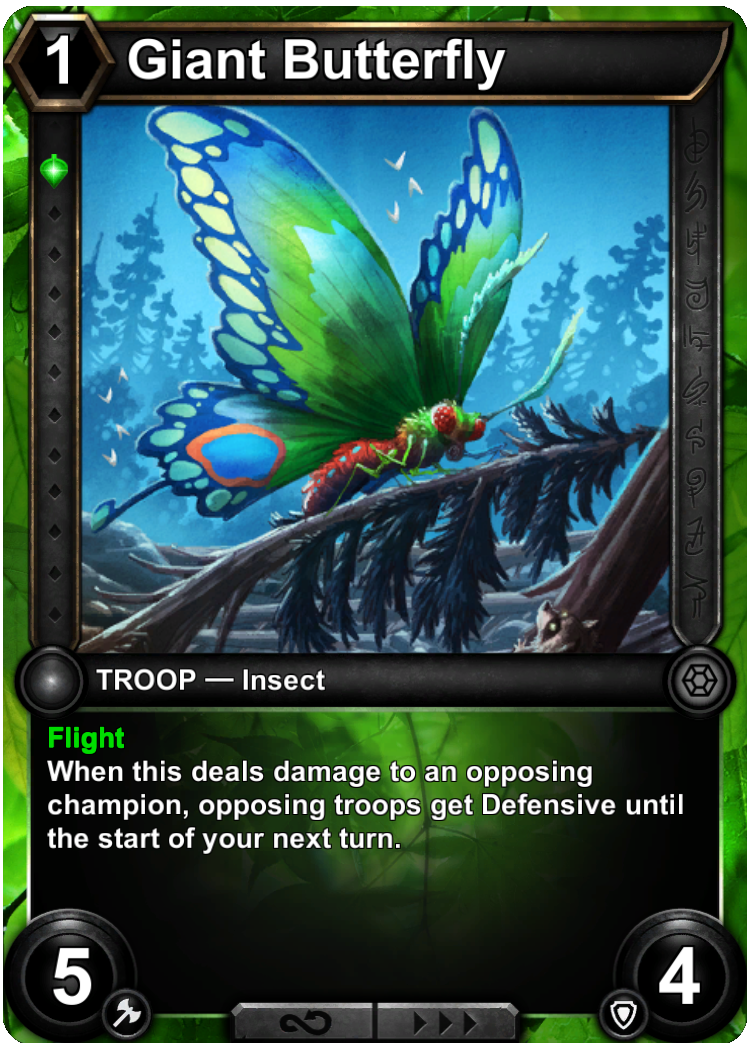 1
Giant Butterfly
TROOP — Insect
Flight
When this deals damage to an opposing
champion, opposing troops get Defensive until
the start of your next turn.
5
4